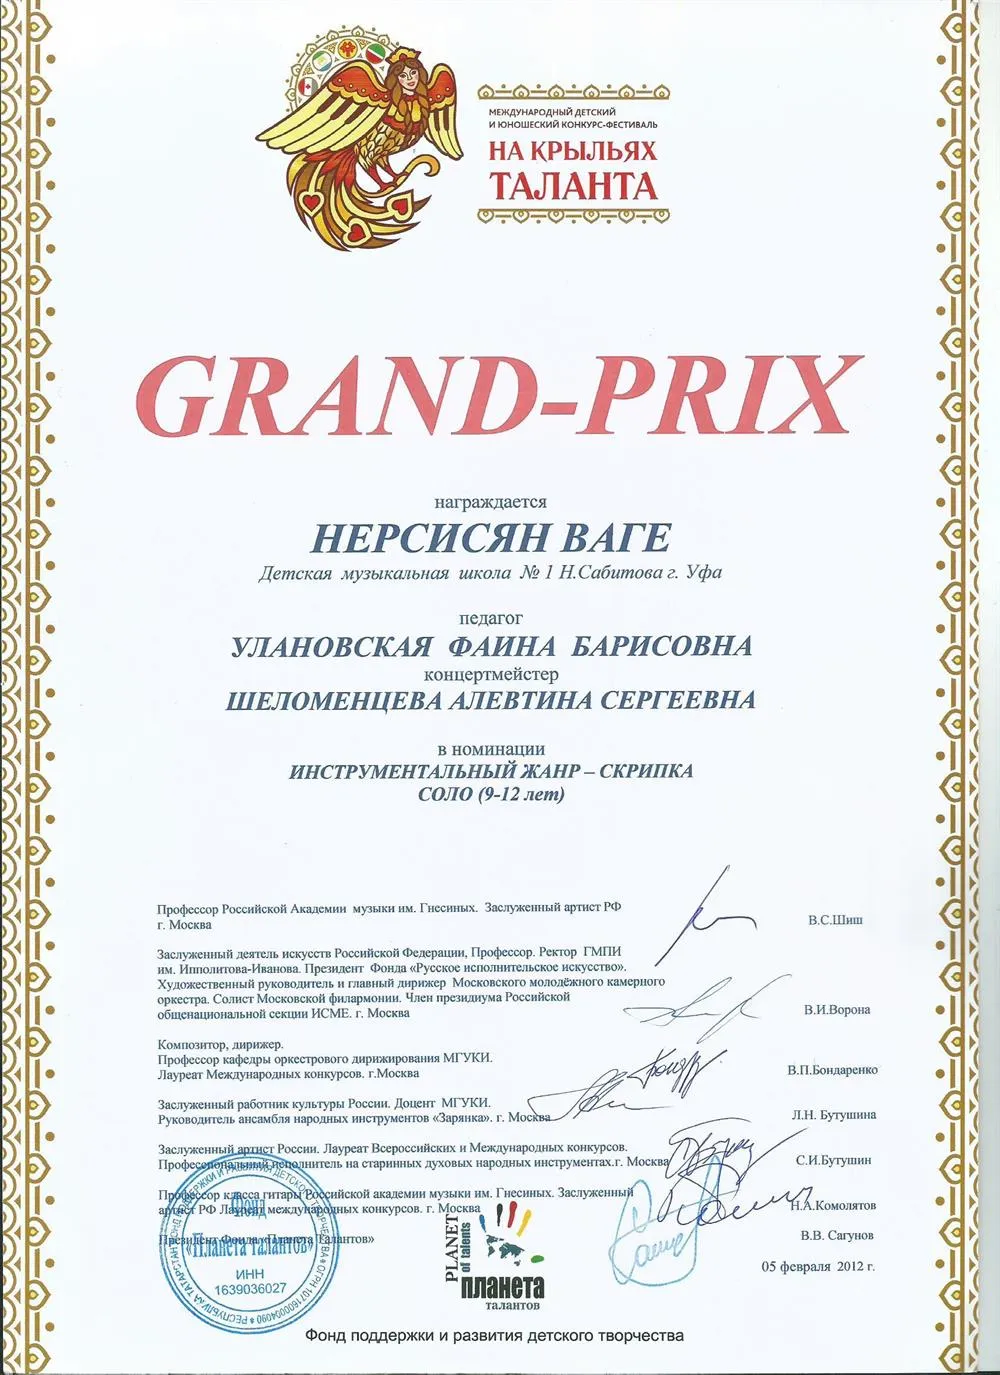 МЕЖДУНАРОДНЫЙ ДЕТСКИЙ
И ЮНОШЕСКИЙ КОНКУРС-ФЕСТИВАЛЬ
НА КРЫЛЬЯХ
ТАЛАНТА
GRAND-PRIX
награждается
НЕРСИСЯН ВАГЕ
Детская музыкальная школа № 1 Н.Сабитова г. Уфа
педагог
УЛАНОВСКАЯ ФАИНА БАРИСОВНА
концертмейстер
ШЕЛОМЕНЦЕВА АЛЕВТИНА СЕРГЕЕВНА
в номинации
ИНСТРУМЕНТАЛЬНЫЙ ЖАНР – СКРИПКА
СОЛО (9-12 лет)
Профессор Российской Академии музыки им. Гнесиных. Заслуженный артист РФ
г. Москва
В.С.Шиш
Заслуженный деятель искусств Российской Федерации, Профессор. Ректор ГМПИ
им. Ипполитова-Иванова. Президент Фонда «Русское исполнительское искусство».
Художественный руководитель и главный дирижер Московского молодёжного камерного
оркестра. Солист Московской филармонии. Член президиума Российской
общенациональной секции ИСМЕ. г. Москва
В.И.Ворона
Композитор, дирижер.
Профессор кафедры оркестрового дирижирования МГУКИ.
Лауреат Международных конкурсов. г.Москва
В.П.Бондаренко
Заслуженный работник культуры России. Доцент МГУКИ.
Руководитель ансамбля народных инструментов «Зарянка». г. Москва
Л.Н. Бутушина
Заслуженный артист России. Лауреат Всероссийских и Международных конкурсов.
Профессиональный исполнитель на старинных духовых народных инструментах.г. Москва
С.И.Бутушин
Профессор класса гитары Российской академии музыки им. Гнесиных. Заслуженный
артист РФ Лауреат международных конкурсов. г. Москва
Н.А.Комолятов
Президент Фонда «Планета Талантов»
В.В. Сагунов
05 февраля 2012 г.
Фонд
«Планета талантов»
ИНН
1639036027
PLANET
of talents
планета
талантов
Фонд поддержки и развития детского творчества